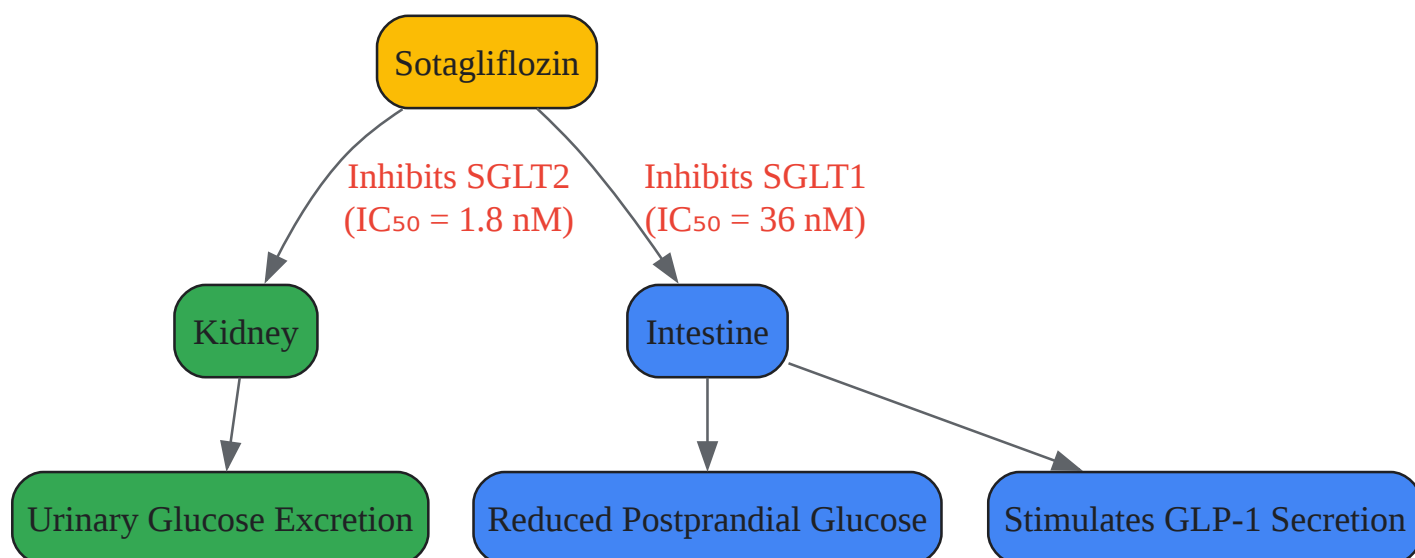 Sotagliflozin
Inhibits SGLT2
(IC₅₀ = 1.8 nM)
Inhibits SGLT1
(IC₅₀ = 36 nM)
Kidney
Intestine
Urinary Glucose Excretion
Reduced Postprandial Glucose
Stimulates GLP-1 Secretion